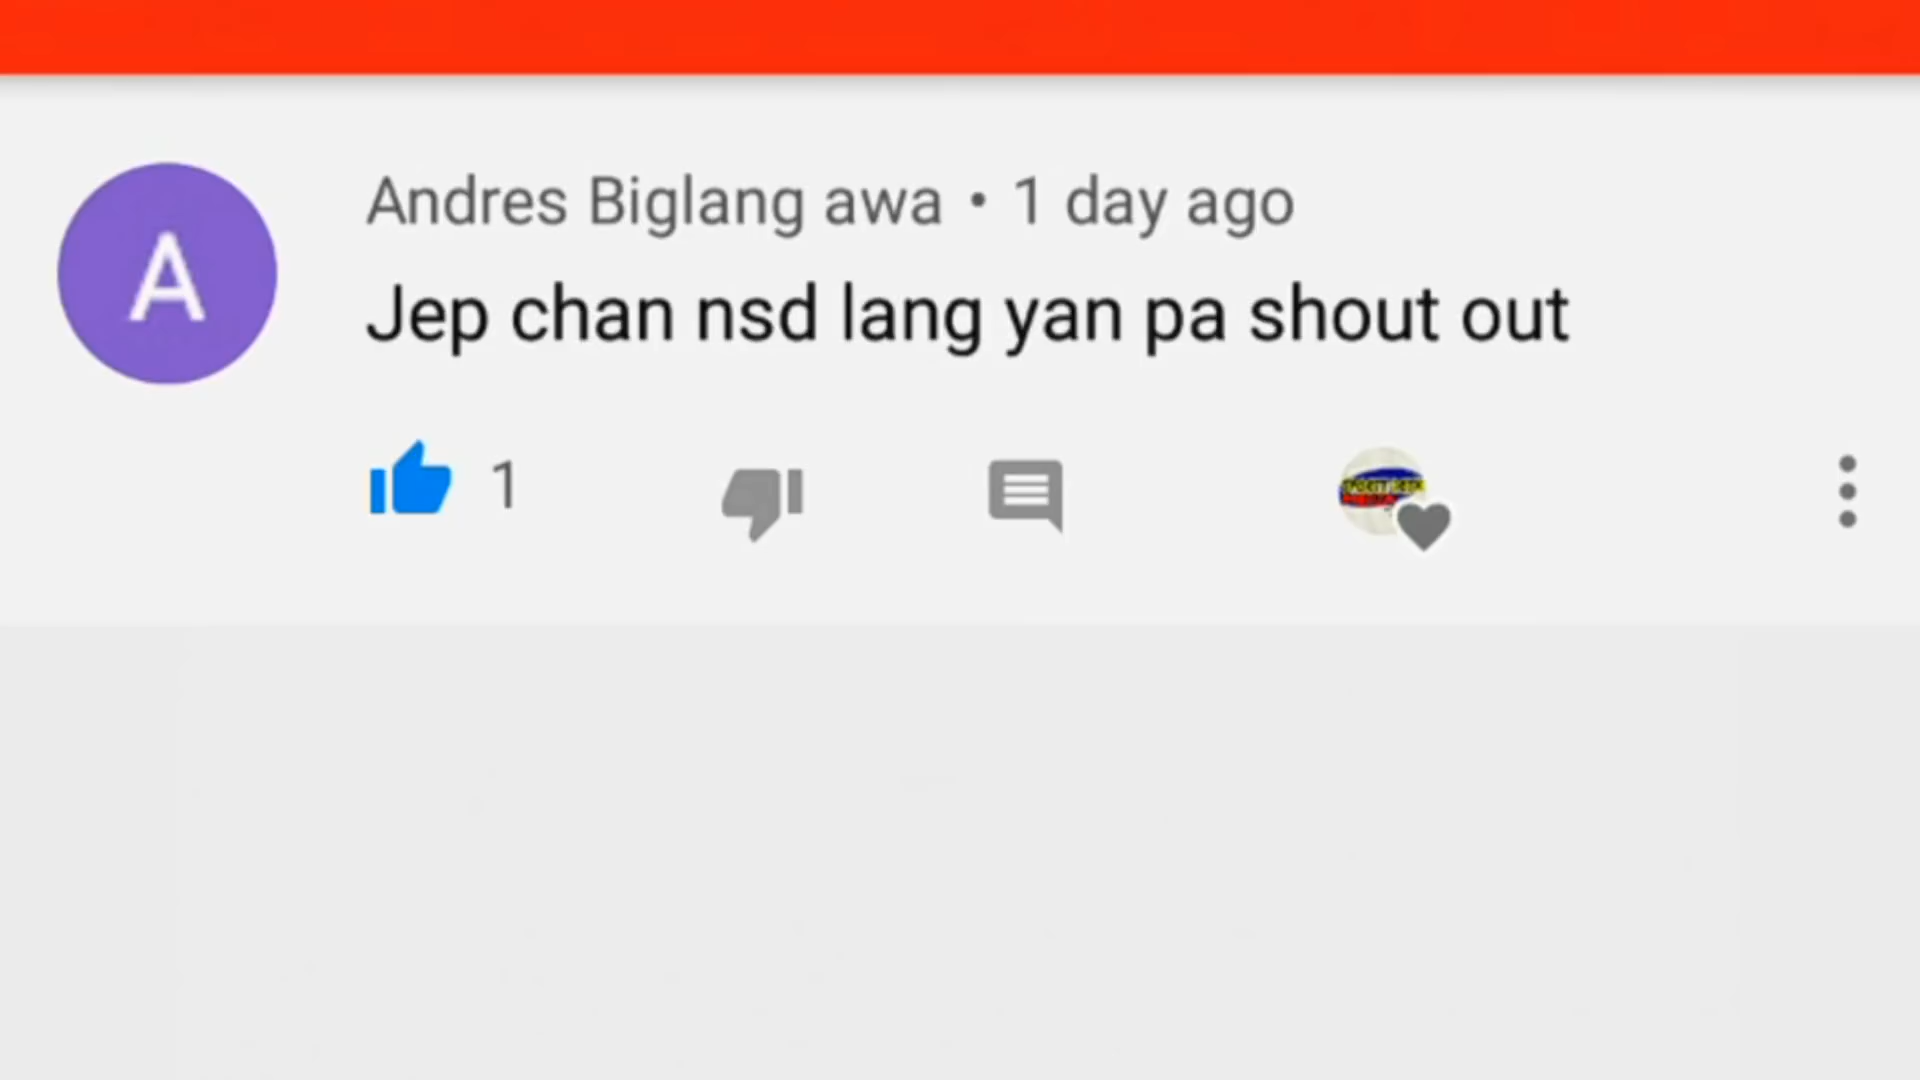 A
Andres Biglang awa • 1 day ago
Jep chan nsd lang yan pa shout out
1